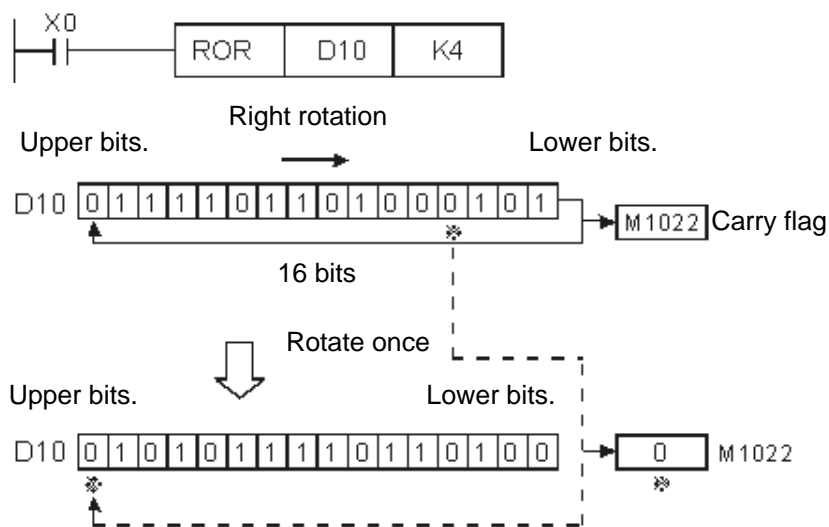 X0
ROR D10 K4
Right rotation
Upper bits. Lower bits.
D10 0 1 1 1 1 0 1 1 0 1 0 0 0 1 0 1 M1022 Carry flag
※
16 bits
Rotate once
Upper bits. Lower bits.
D10 0 1 0 1 0 1 1 1 1 0 1 1 0 1 0 0 0 M1022
※ ※